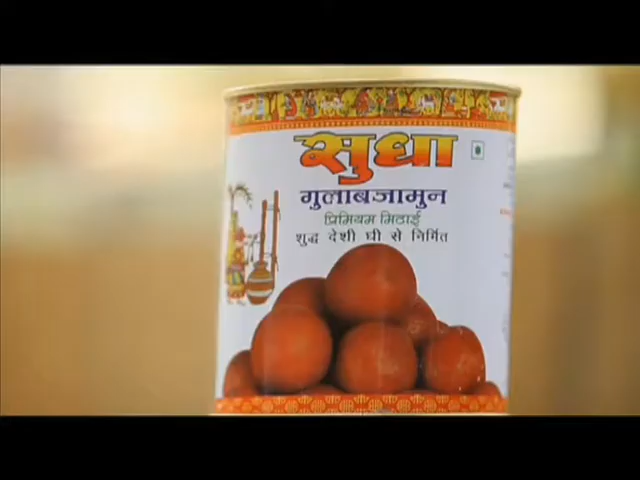 सुधा
गुलाबजामुन
प्रिमियम मिठाई
शुद्ध देशी घी से निर्मित